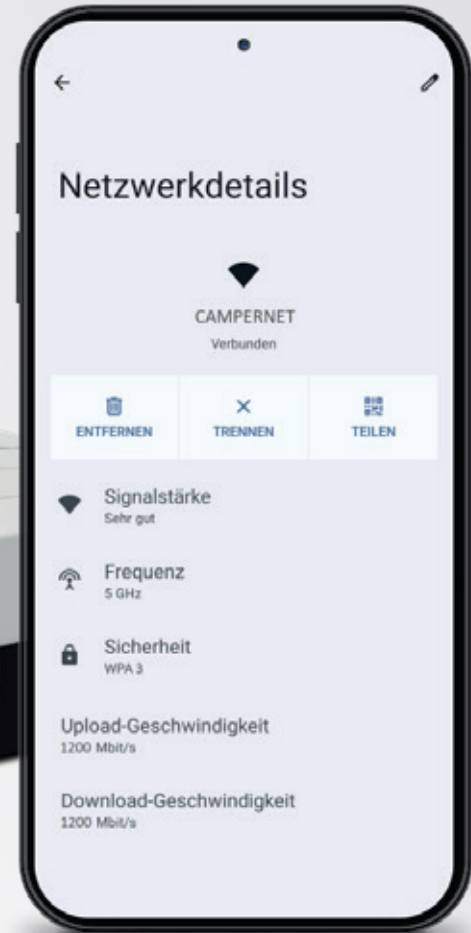 Netzwerkdetails
CAMPERNET
Verbunden
ENTFERNEN
TRENNEN
TEILEN
Signalstärke
Sehr gut
Frequenz
5 GHz
Sicherheit
WPA 3
Upload-Geschwindigkeit
1200 Mbit/s
Download-Geschwindigkeit
1200 Mbit/s